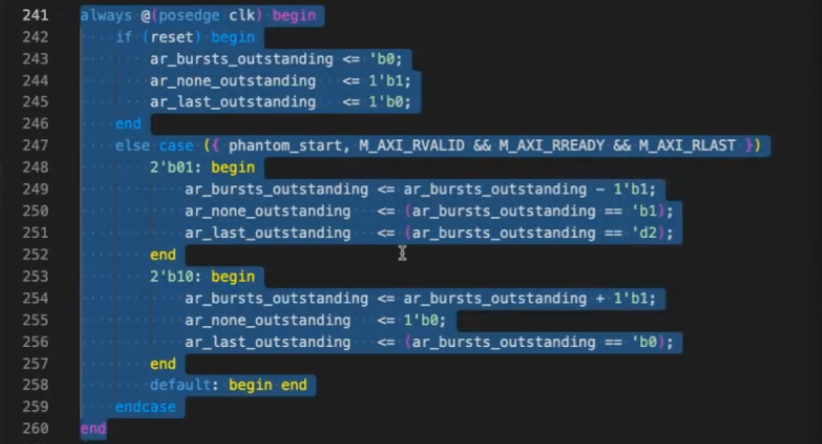 241 always @(posedge clk) begin
242 if (reset) begin
243 ar_bursts_outstanding <= 'b0;
244 ar_none_outstanding <= 1'b1;
245 ar_last_outstanding <= 1'b0;
246 end
247 else case ({ phantom_start, M_AXI_RVALID && M_AXI_RREADY && M_AXI_RLAST })
248 2'b01: begin
249 ar_bursts_outstanding <= ar_bursts_outstanding - 1'b1;
250 ar_none_outstanding <= (ar_bursts_outstanding == 'b1);
251 ar_last_outstanding <= (ar_bursts_outstanding == 'd2);
252 end
253 2'b10: begin
254 ar_bursts_outstanding <= ar_bursts_outstanding + 1'b1;
255 ar_none_outstanding <= 1'b0;
256 ar_last_outstanding <= (ar_bursts_outstanding == 'b0);
257 end
258 default: begin end
259 endcase
260 end